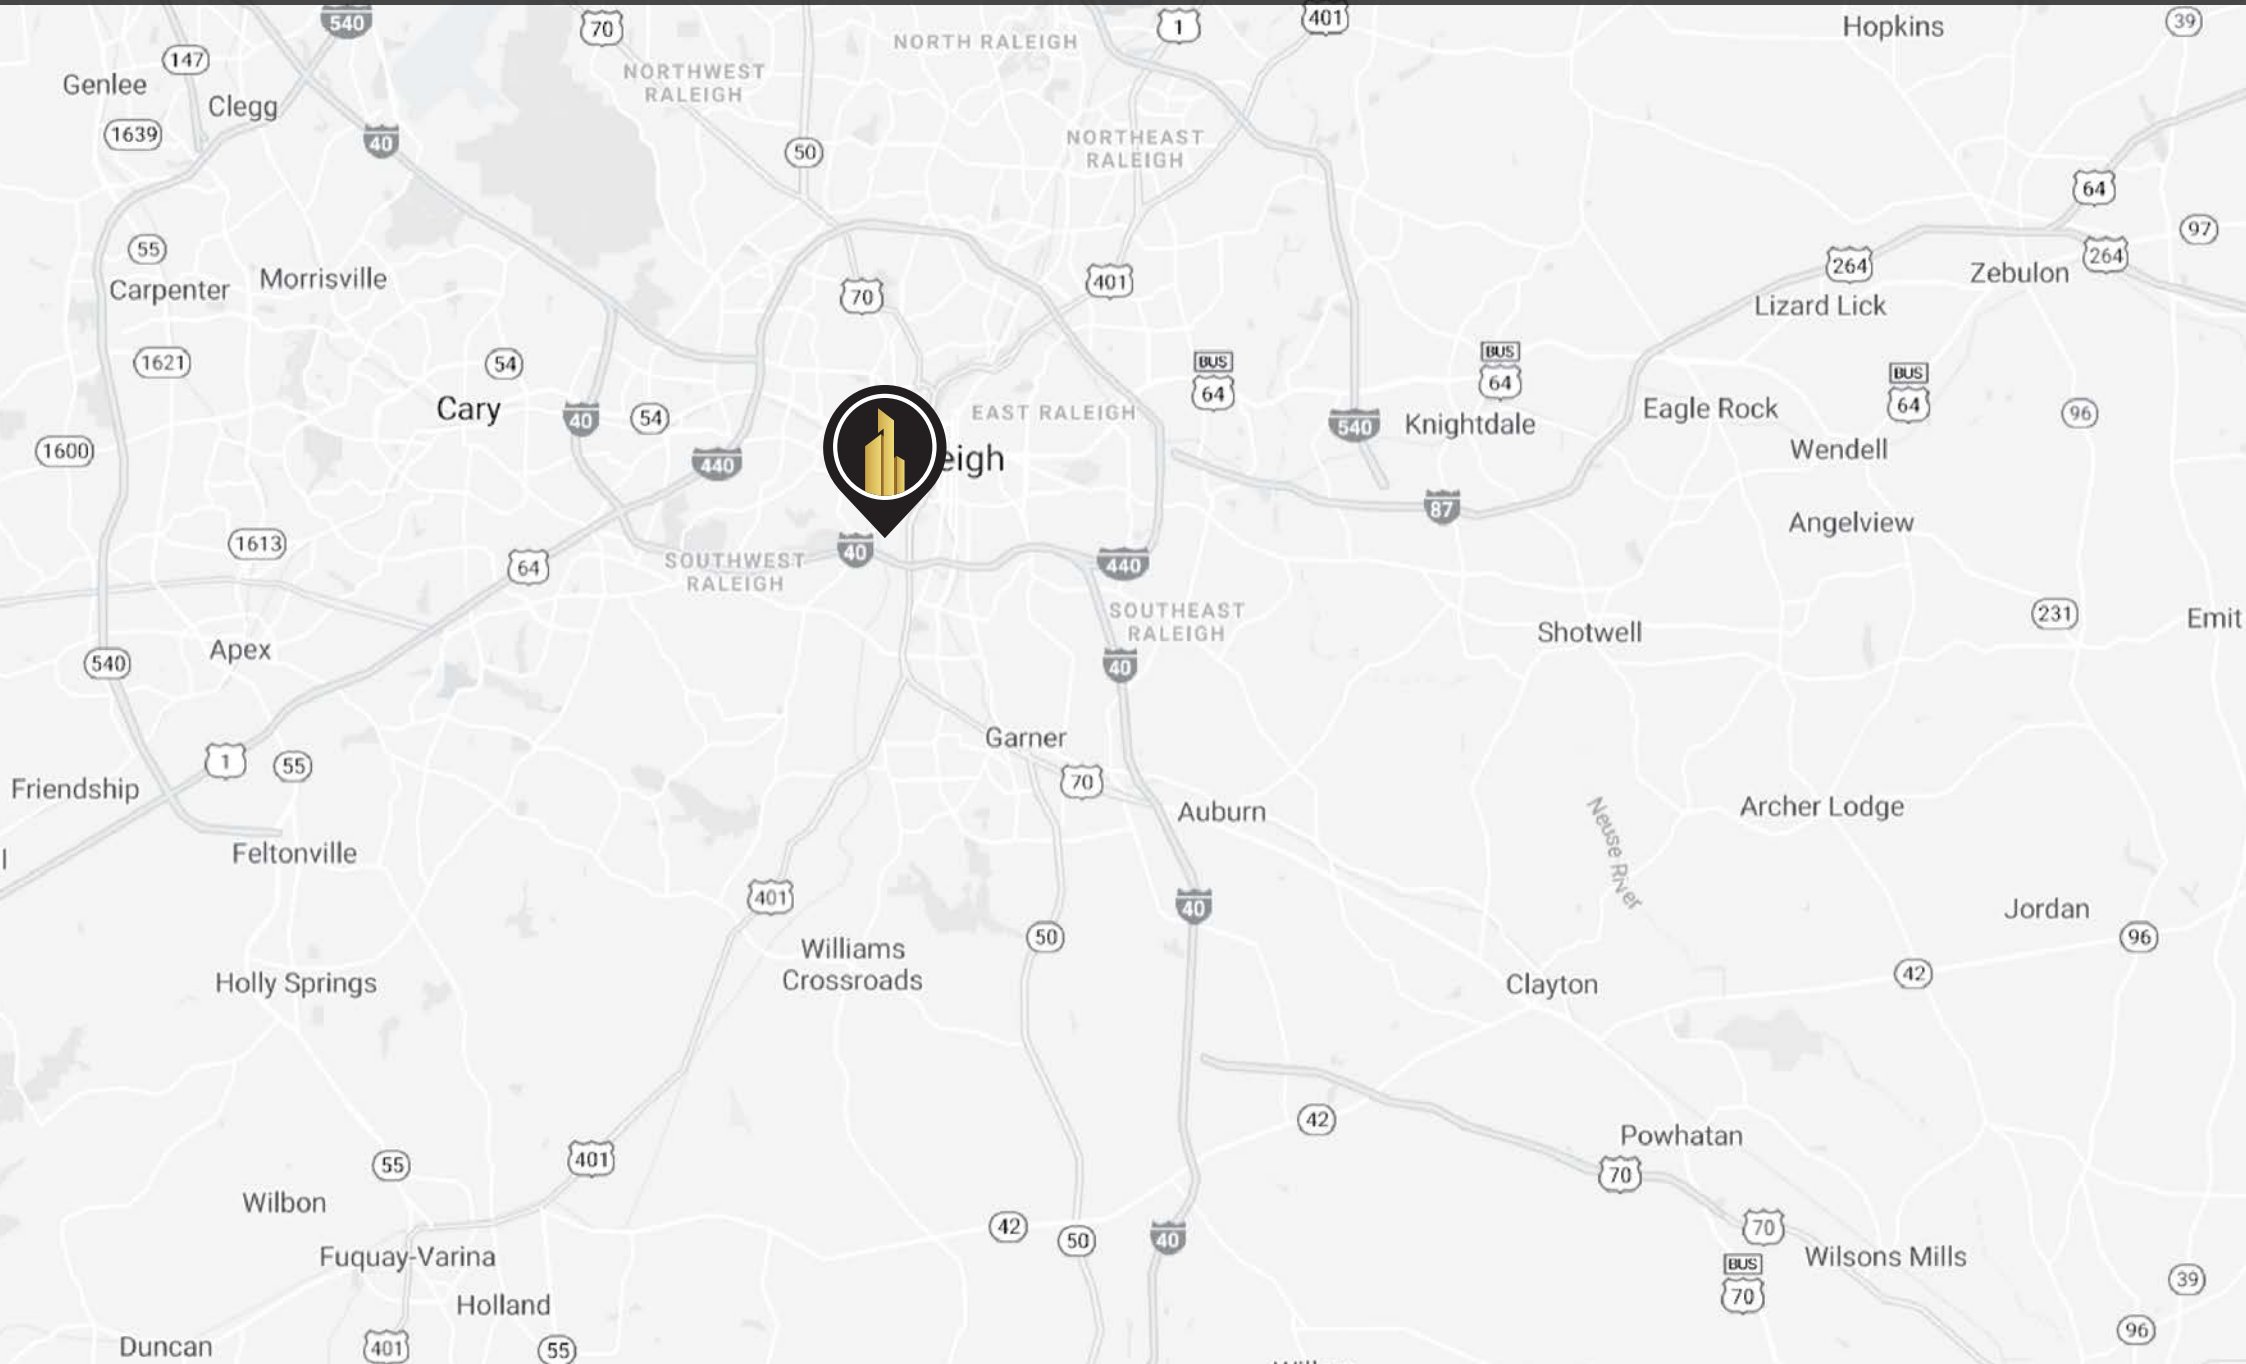 540
70
1
401
Hopkins
39
NORTH RALEIGH
147
Genlee
NORTHWEST
RALEIGH
Clegg
1639
40
50
NORTHEAST
RALEIGH
64
97
55
Carpenter
Morrisville
70
401
264
264
Zebulon
Lizard Lick
1621
54
BUS
64
BUS
64
BUS
64
Cary
40
54
EAST RALEIGH
540
Knightdale
Eagle Rock
96
1600
440
eigh
Wendell
87
Angelview
1613
64
SOUTHWEST
RALEIGH
40
440
SOUTHEAST
RALEIGH
231
Emit
Shotwell
Apex
540
40
Garner
1
55
70
Friendship
Auburn
Neuse River
Archer Lodge
l
Feltonville
401
40
50
Jordan
96
Williams
Crossroads
42
Holly Springs
Clayton
42
Powhatan
55
401
70
Wilbon
42
50
40
70
Fuquay-Varina
Wilsons Mills
BUS
70
39
Holland
Duncan
401
55
96